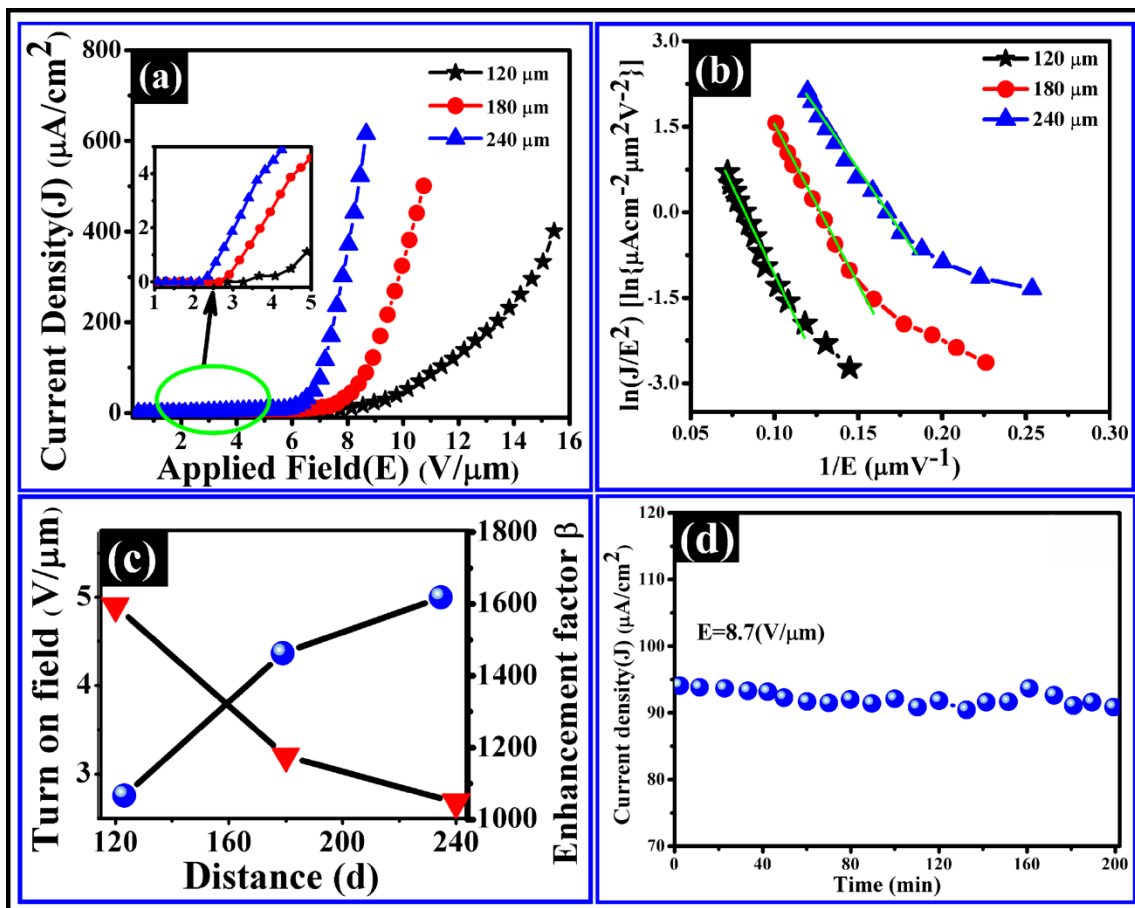 (a)
Current Density(J) (μA/cm²)
800
600
400
200
0
120 μm
180 μm
240 μm
4
2
0
1 2 3 4 5
2 4 6 8 10 12 14 16
Applied Field(E) (V/μm)
(b)
ln(J/E²) [ln{μAcm⁻²μm²V⁻²}]
3.0
1.5
0.0
-1.5
-3.0
120 μm
180 μm
240 μm
0.05 0.10 0.15 0.20 0.25 0.30
1/E (μmV⁻¹)
(c)
Turn on field (V/μm)
5
4
3
120 160 200 240
Distance (d)
1800
1600
1400
1200
1000
Enhancement factor β
(d)
Current density(J) (μA/cm²)
120
110
100
90
80
70
E=8.7(V/μm)
0 40 80 120 160 200
Time (min)